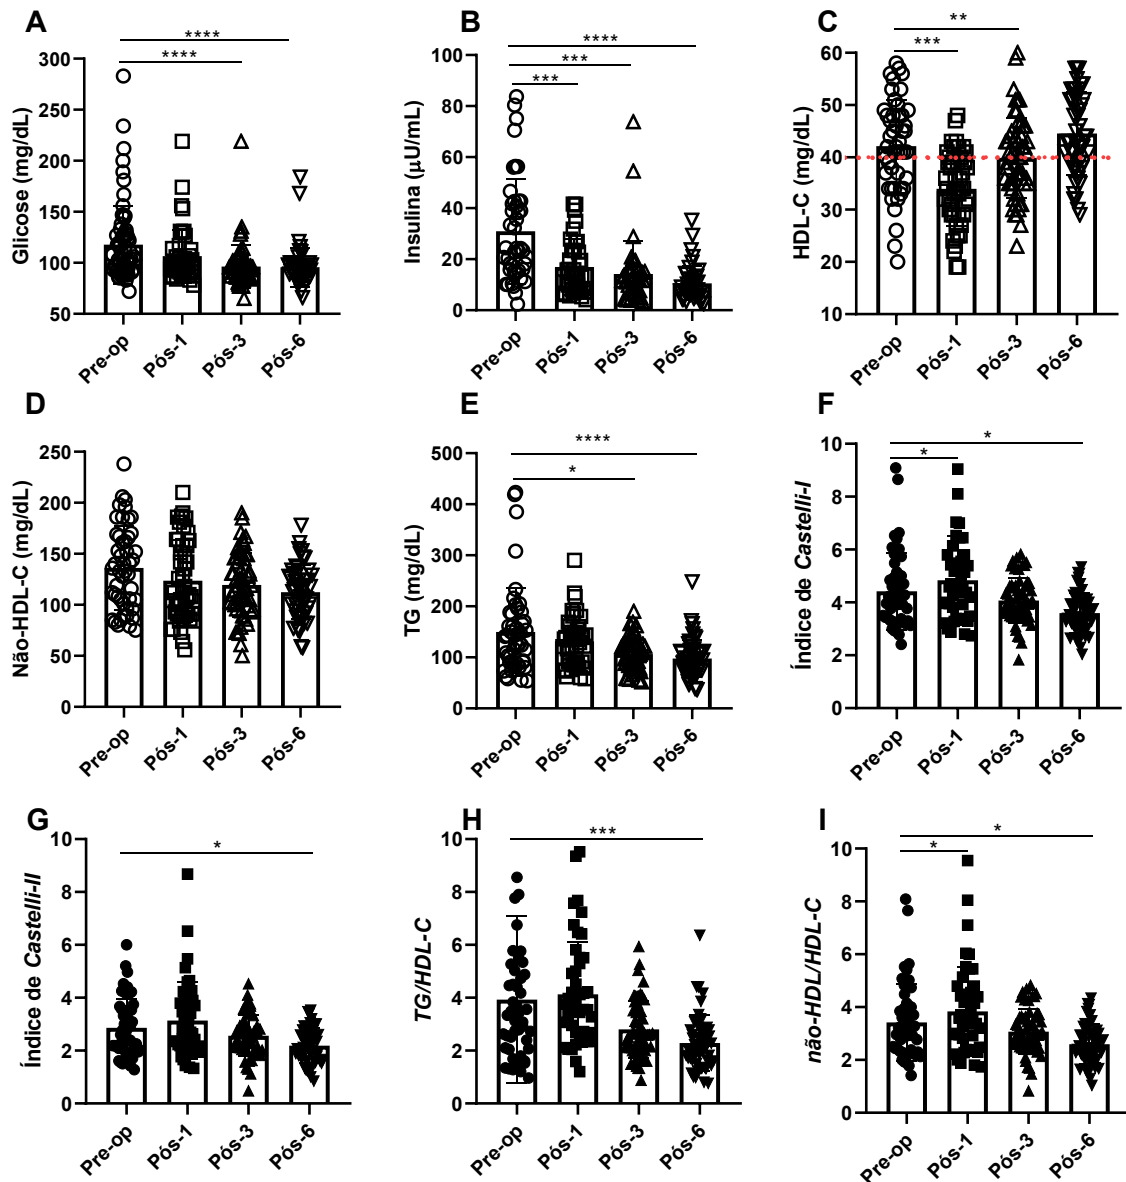 A
****
****
Glicose (mg/dL)
300
250
200
150
100
50
Pre-op
Pós-1
Pós-3
Pós-6
B
****
***
***
Insulina (µU/mL)
100
80
60
40
20
0
Pre-op
Pós-1
Pós-3
Pós-6
C
**
***
HDL-C (mg/dL)
60
50
40
30
20
10
Pre-op
Pós-1
Pós-3
Pós-6
D
Não-HDL-C (mg/dL)
250
200
150
100
50
0
Pre-op
Pós-1
Pós-3
Pós-6
E
****
*
TG (mg/dL)
500
400
300
200
100
0
Pre-op
Pós-1
Pós-3
Pós-6
F
*
*
Índice de Castelli-I
10
8
6
4
2
0
Pre-op
Pós-1
Pós-3
Pós-6
G
*
Índice de Castelli-II
10
8
6
4
2
0
Pre-op
Pós-1
Pós-3
Pós-6
H
***
TG/HDL-C
10
8
6
4
2
0
Pre-op
Pós-1
Pós-3
Pós-6
I
*
*
não-HDL/HDL-C
10
8
6
4
2
0
Pre-op
Pós-1
Pós-3
Pós-6